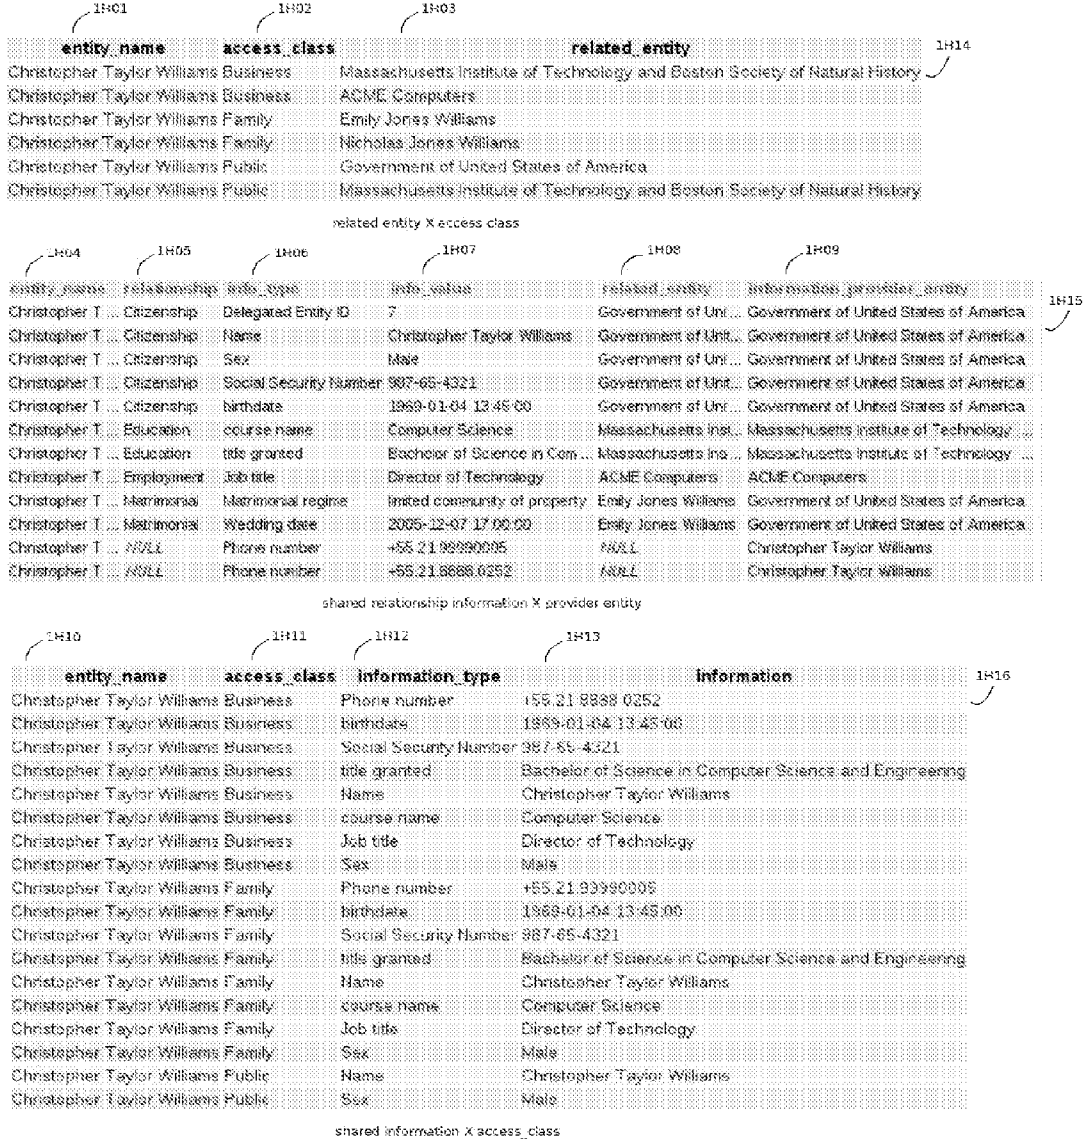 1H01 1H02 1H03
entity_name access_class related_entity 1H14
Christopher Taylor Williams Business Massachusetts Institute of Technology and Boston Society of Natural History
Christopher Taylor Williams Business ACME Computers
Christopher Taylor Williams Family Emily Jones Williams
Christopher Taylor Williams Family Nicholas Jones Williams
Christopher Taylor Williams Public Government of United States of America
Christopher Taylor Williams Public Massachusetts Institute of Technology and Boston Society of Natural History
related entity X access class
1H04 1H05 1H06 1H07 1H08 1H09
entity_name relationship info_type info_value related_entity information_provider_entity 1H15
Christopher T ... Citizenship Delegated Entity ID 7 Government of Uni... Government of United States of America
Christopher T ... Citizenship Name Christopher Taylor Williams Government of Unit... Government of United States of America
Christopher T ... Citizenship Sex Male Government of Uni... Government of United States of America
Christopher T ... Citizenship Social Security Number 987-65-4321 Government of Unit... Government of United States of America
Christopher T ... Citizenship birthdate 1969-01-04 13:45:00 Government of Uni... Government of United States of America
Christopher T ... Education course name Computer Science Massachusetts Inst... Massachusetts Institute of Technology ...
Christopher T ... Education title granted Bachelor of Science in Com ... Massachusetts Ins... Massachusetts Institute of Technology ...
Christopher T ... Employment Job title Director of Technology ACME Computers ACME Computers
Christopher T ... Matrimonial Matrimonial regime limited community of property Emily Jones Williams Government of United States of America
Christopher T ... Matrimonial Wedding date 2005-12-07 17:00:00 Emily Jones Williams Government of United States of America
Christopher T ... NULL Phone number +55.21.99990005 NULL Christopher Taylor Williams
Christopher T ... NULL Phone number +55.21.8888.0252 NULL Christopher Taylor Williams
shared relationship information X provider entity
1H10 1H11 1H12 1H13
entity_name access_class information_type information 1H16
Christopher Taylor Williams Business Phone number +55.21.8888.0252
Christopher Taylor Williams Business birthdate 1969-01-04 13:45:00
Christopher Taylor Williams Business Social Security Number 987-65-4321
Christopher Taylor Williams Business title granted Bachelor of Science in Computer Science and Engineering
Christopher Taylor Williams Business Name Christopher Taylor Williams
Christopher Taylor Williams Business course name Computer Science
Christopher Taylor Williams Business Job title Director of Technology
Christopher Taylor Williams Business Sex Male
Christopher Taylor Williams Family Phone number +55.21.99990005
Christopher Taylor Williams Family birthdate 1969-01-04 13:45:00
Christopher Taylor Williams Family Social Security Number 987-65-4321
Christopher Taylor Williams Family title granted Bachelor of Science in Computer Science and Engineering
Christopher Taylor Williams Family Name Christopher Taylor Williams
Christopher Taylor Williams Family course name Computer Science
Christopher Taylor Williams Family Job title Director of Technology
Christopher Taylor Williams Family Sex Male
Christopher Taylor Williams Public Name Christopher Taylor Williams
Christopher Taylor Williams Public Sex Male
shared information X access_class